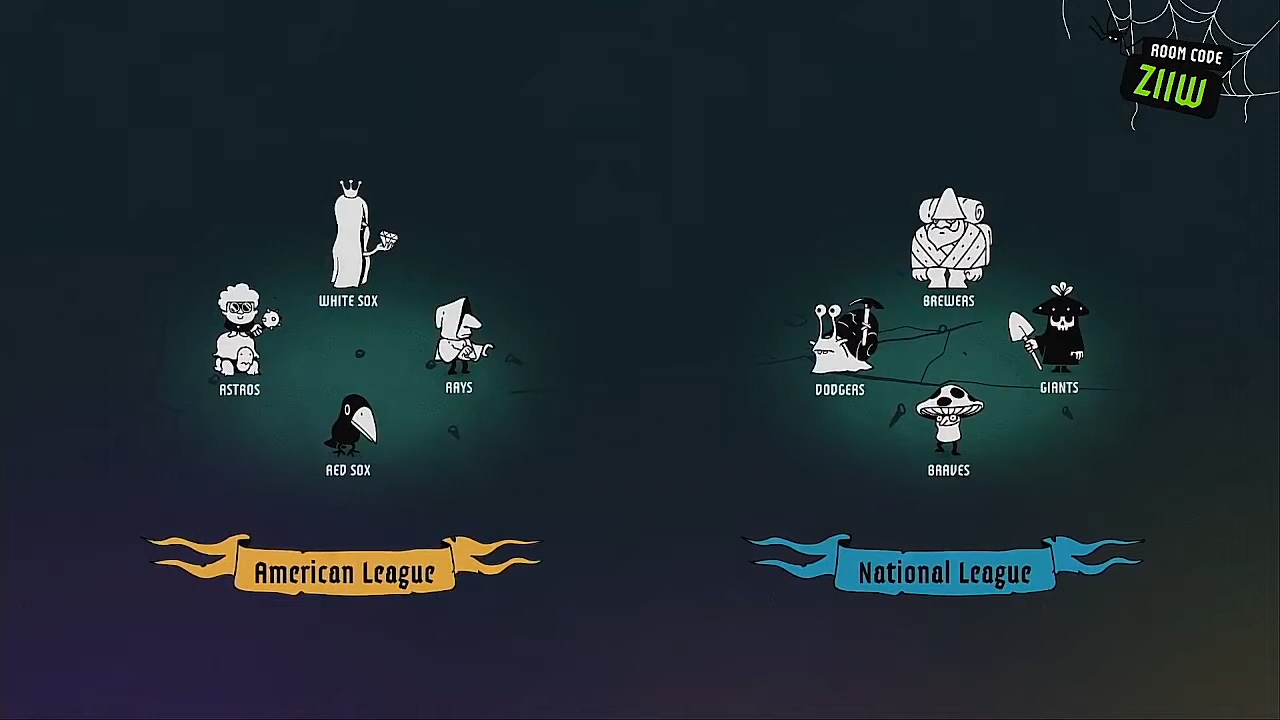 ROOM CODE
ZIIW
WHITE SOX
BREWERS
ASTROS
RAYS
DODGERS
GIANTS
RED SOX
BRAVES
American League
National League